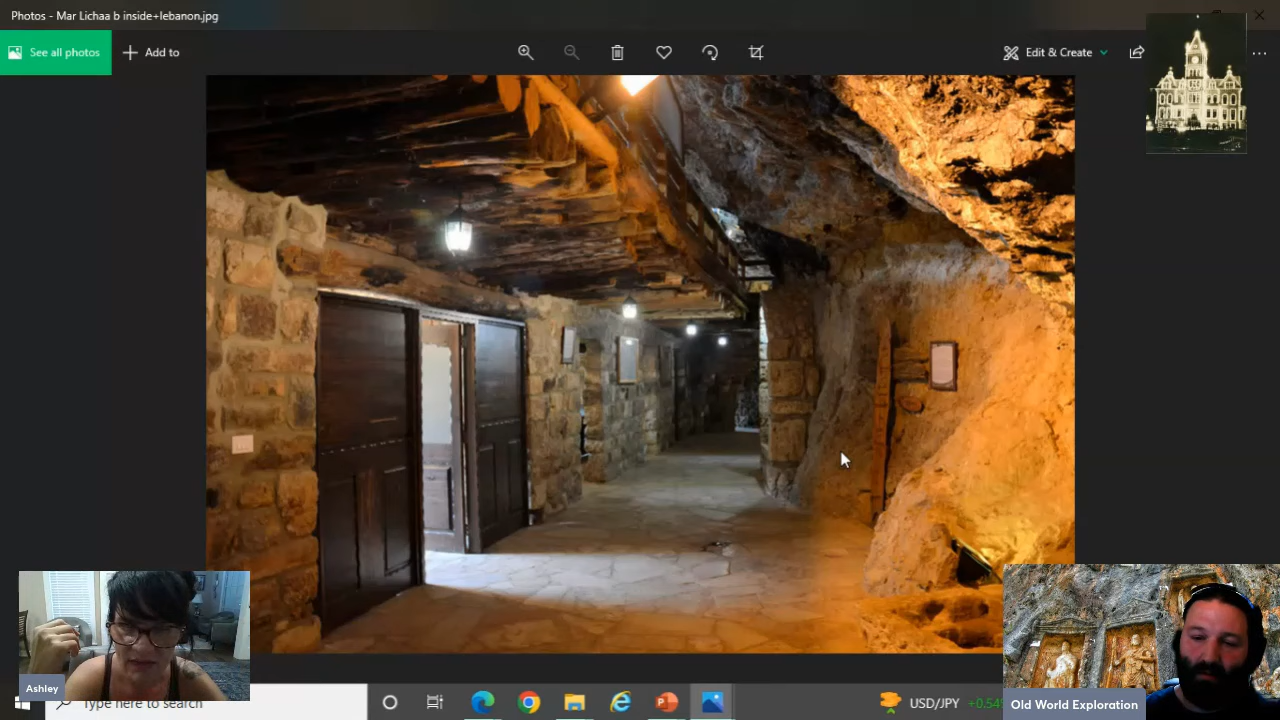 Photos - Mar Lichaa b inside+lebanon.jpg
See all photos
Add to
Edit & Create
Ashley
Old World Exploration
Type here to search
USD/JPY